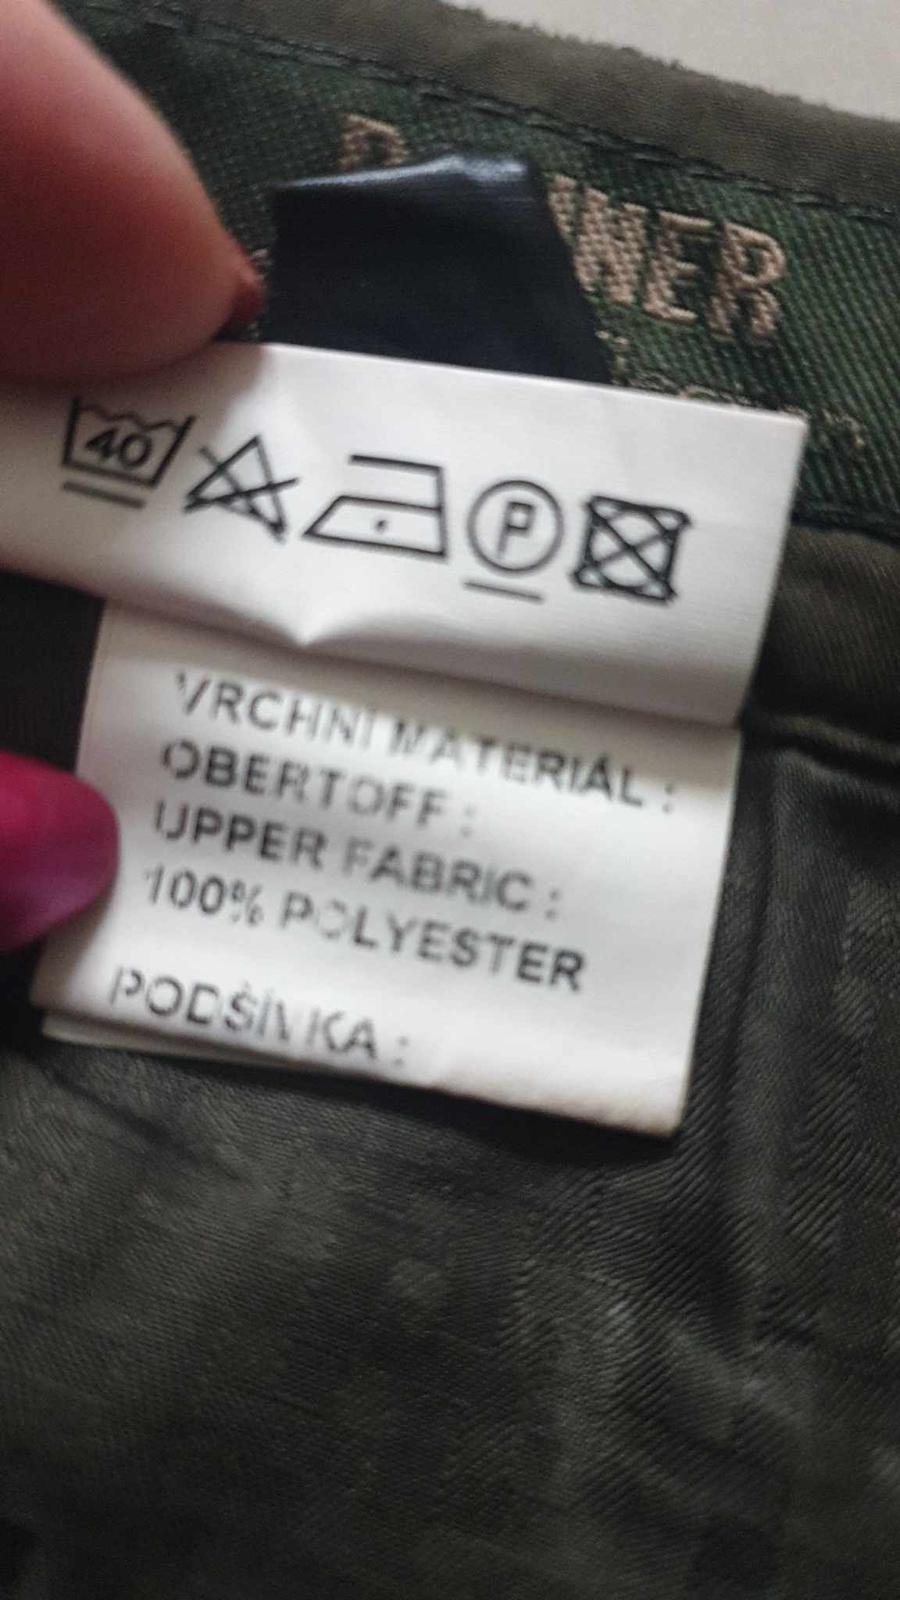 40
P
VRCHNÍ MATERIÁL :
OBERTOFF :
UPPER FABRIC :
100% POLYESTER
PODŠÍVKA :